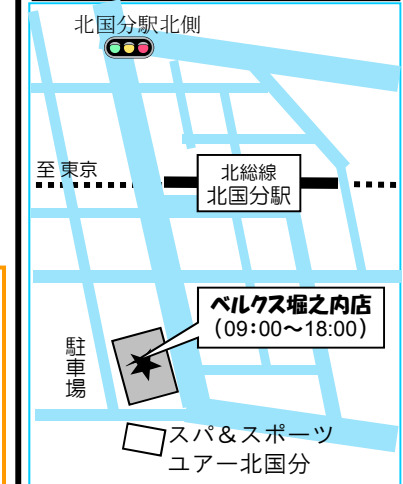 北国分駅北側
至 東京
北総線
北国分駅
ベルクス堀之内店
(09:00~18:00)
駐車場
スパ&スポーツ
ユアー北国分